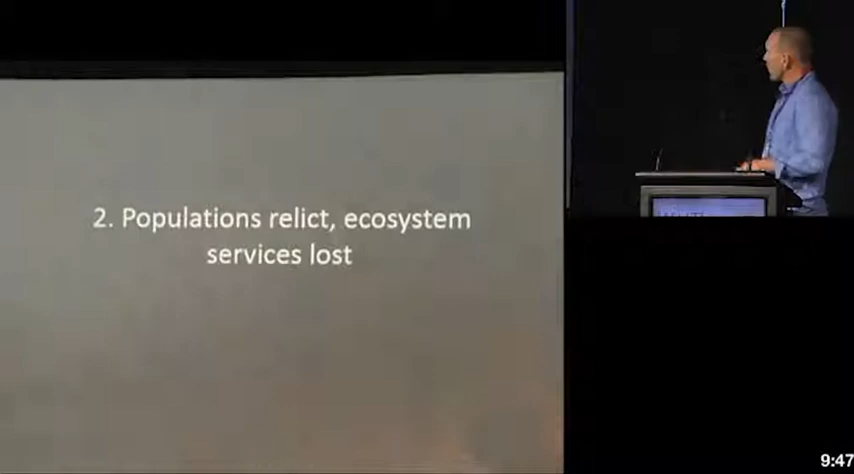 2. Populations relict, ecosystem
services lost
9:47